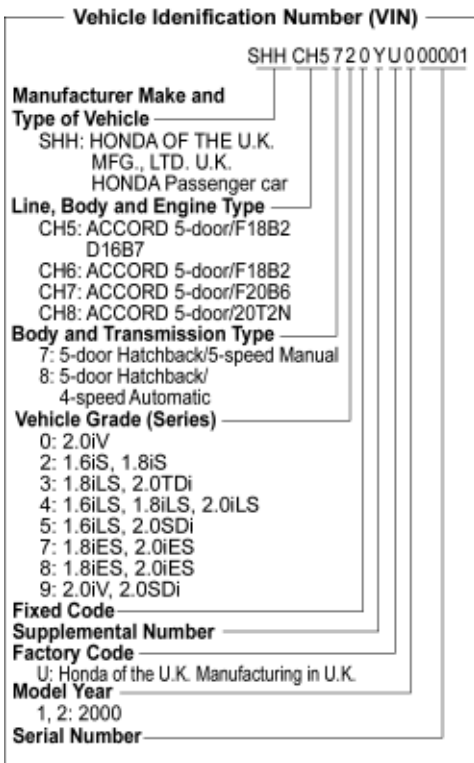 Vehicle Idenification Number (VIN)
SHH CH5 7 2 0 Y U 0 00001
Manufacturer Make and
Type of Vehicle
SHH: HONDA OF THE U.K.
MFG., LTD. U.K.
HONDA Passenger car
Line, Body and Engine Type
CH5: ACCORD 5-door/F18B2
D16B7
CH6: ACCORD 5-door/F18B2
CH7: ACCORD 5-door/F20B6
CH8: ACCORD 5-door/20T2N
Body and Transmission Type
7: 5-door Hatchback/5-speed Manual
8: 5-door Hatchback/
4-speed Automatic
Vehicle Grade (Series)
0: 2.0iV
2: 1.6iS, 1.8iS
3: 1.8iLS, 2.0TDi
4: 1.6iLS, 1.8iLS, 2.0iLS
5: 1.6iLS, 2.0SDi
7: 1.8iES, 2.0iES
8: 1.8iES, 2.0iES
9: 2.0iV, 2.0SDi
Fixed Code
Supplemental Number
Factory Code
U: Honda of the U.K. Manufacturing in U.K.
Model Year
1, 2: 2000
Serial Number